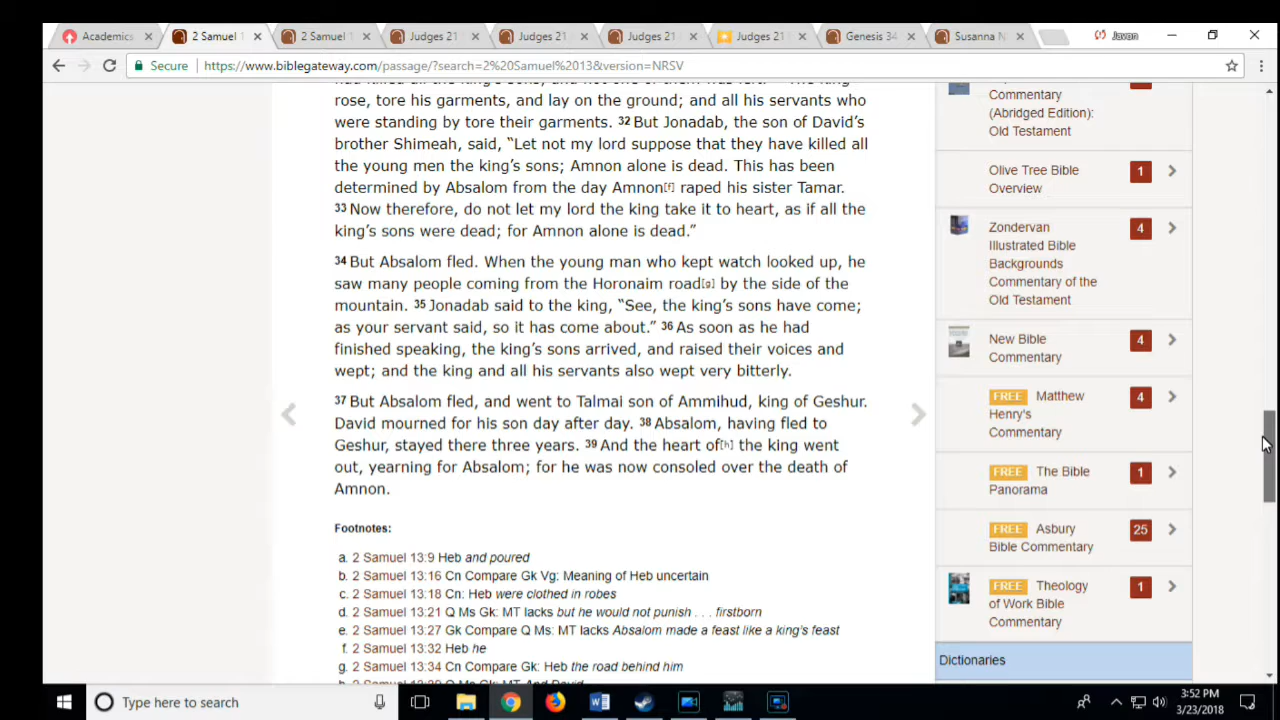 Academics
2 Samuel 1
2 Samuel 1
Judges 21
Judges 21
Judges 21
Judges 21
Genesis 34
Susanna N
Javan
Secure
https://www.biblegateway.com/passage/?search=2%20Samuel%2013&version=NRSV
rose, tore his garments, and lay on the ground; and all his servants who
were standing by tore their garments. 32 But Jonadab, the son of David’s
brother Shimeah, said, “Let not my lord suppose that they have killed all
the young men the king’s sons; Amnon alone is dead. This has been
determined by Absalom from the day Amnon[f] raped his sister Tamar.
33 Now therefore, do not let my lord the king take it to heart, as if all the
king’s sons were dead; for Amnon alone is dead.”
34 But Absalom fled. When the young man who kept watch looked up, he
saw many people coming from the Horonaim road[g] by the side of the
mountain. 35 Jonadab said to the king, “See, the king’s sons have come;
as your servant said, so it has come about.” 36 As soon as he had
finished speaking, the king’s sons arrived, and raised their voices and
wept; and the king and all his servants also wept very bitterly.
37 But Absalom fled, and went to Talmai son of Ammihud, king of Geshur.
David mourned for his son day after day. 38 Absalom, having fled to
Geshur, stayed there three years. 39 And the heart of[h] the king went
out, yearning for Absalom; for he was now consoled over the death of
Amnon.
Footnotes:
a. 2 Samuel 13:9 Heb and poured
b. 2 Samuel 13:16 Cn Compare Gk Vg: Meaning of Heb uncertain
c. 2 Samuel 13:18 Cn: Heb were clothed in robes
d. 2 Samuel 13:21 Q Ms Gk: MT lacks but he would not punish . . . firstborn
e. 2 Samuel 13:27 Gk Compare Q Ms: MT lacks Absalom made a feast like a king’s feast
f. 2 Samuel 13:32 Heb he
g. 2 Samuel 13:34 Cn Compare Gk: Heb the road behind him
Commentary
(Abridged Edition):
Old Testament
Olive Tree Bible
Overview
1
Zondervan
Illustrated Bible
Backgrounds
Commentary of the
Old Testament
4
New Bible
Commentary
4
FREE Matthew
Henry's
Commentary
4
FREE The Bible
Panorama
1
FREE Asbury
Bible Commentary
25
FREE Theology
of Work Bible
Commentary
1
Dictionaries
Type here to search
3:52 PM
3/23/2018